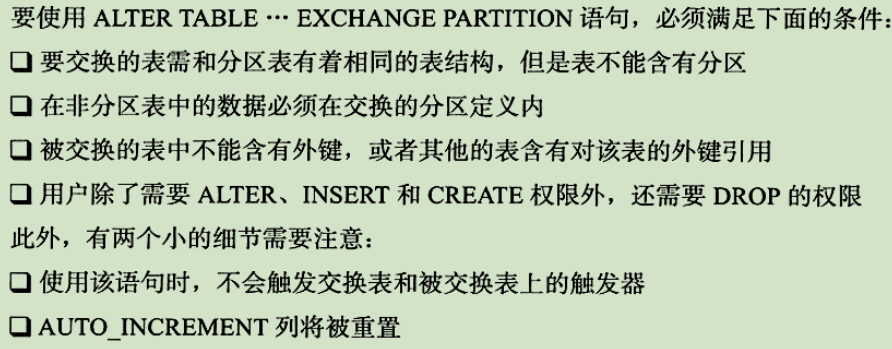 要使用 ALTER TABLE … EXCHANGE PARTITION 语句，必须满足下面的条件：
❑ 要交换的表需和分区表有着相同的表结构，但是表不能含有分区
❑ 在非分区表中的数据必须在交换的分区定义内
❑ 被交换的表中不能含有外键，或者其他的表含有对该表的外键引用
❑ 用户除了需要 ALTER、INSERT 和 CREATE 权限外，还需要 DROP 的权限
此外，有两个小的细节需要注意：
❑ 使用该语句时，不会触发交换表和被交换表上的触发器
❑ AUTO_INCREMENT 列将被重置